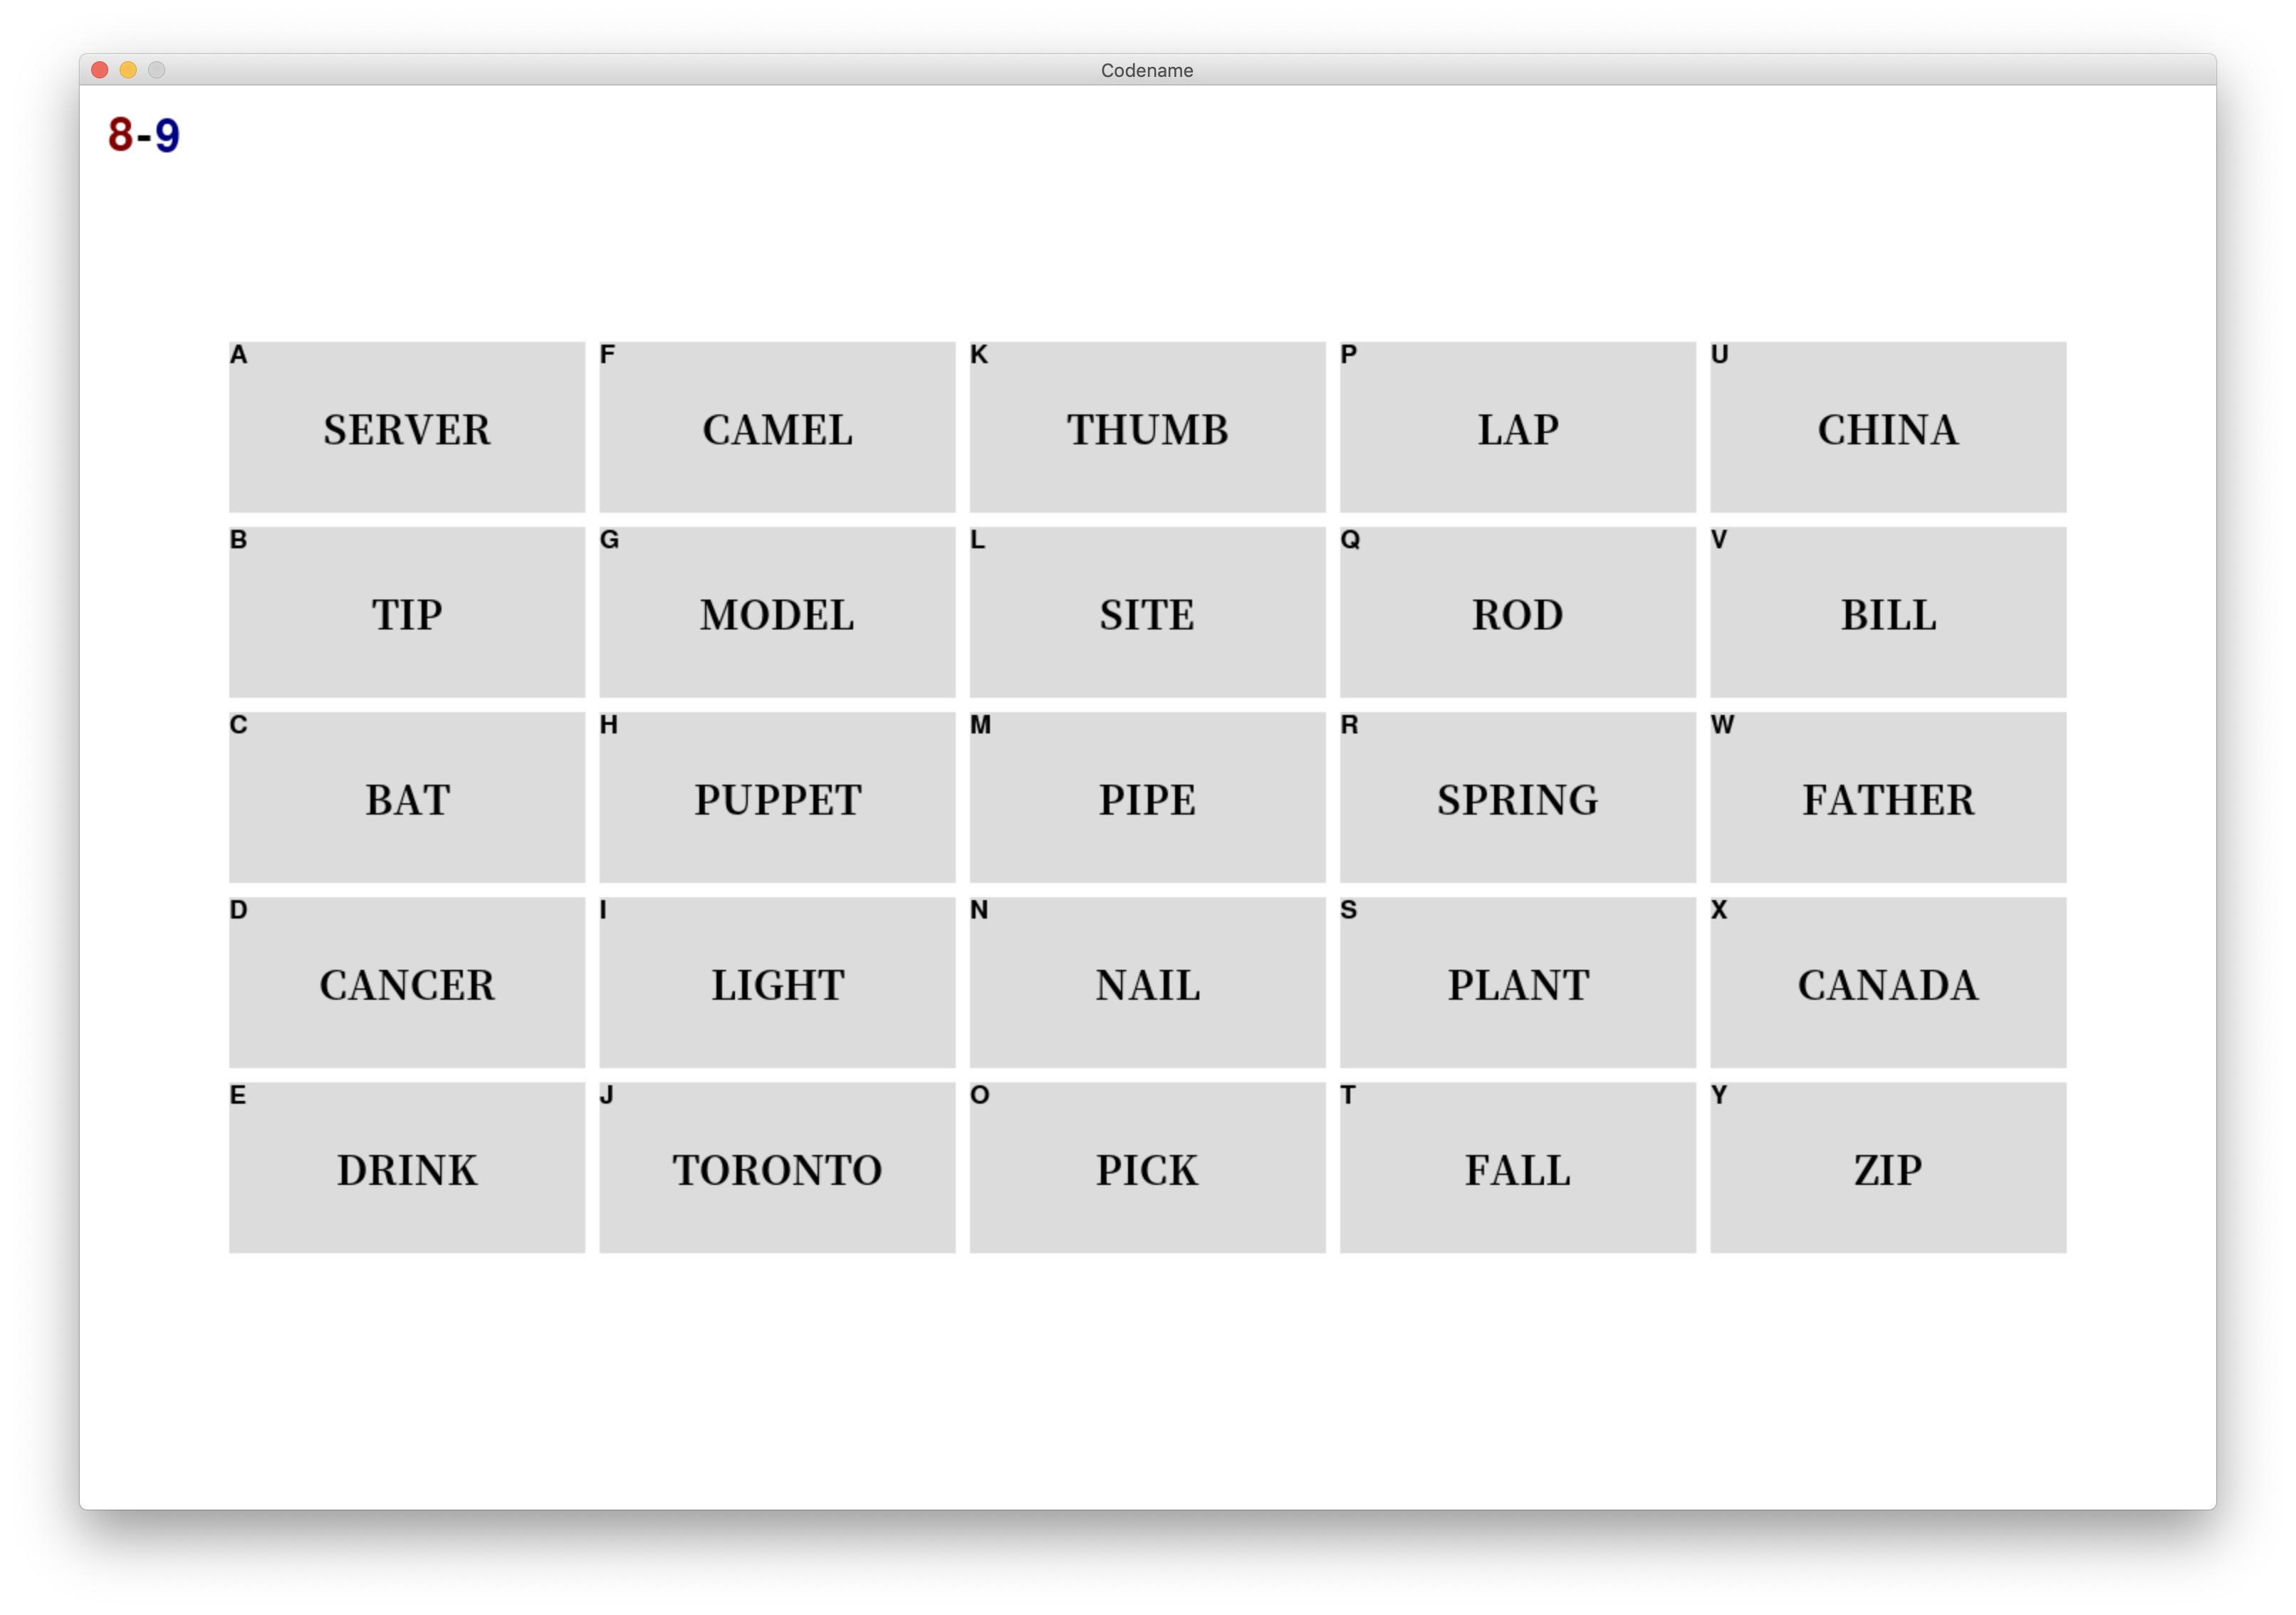 Codename
8-9
A F K P U
SERVER CAMEL THUMB LAP CHINA
B G L Q V
TIP MODEL SITE ROD BILL
C H M R W
BAT PUPPET PIPE SPRING FATHER
D I N S X
CANCER LIGHT NAIL PLANT CANADA
E J O T Y
DRINK TORONTO PICK FALL ZIP